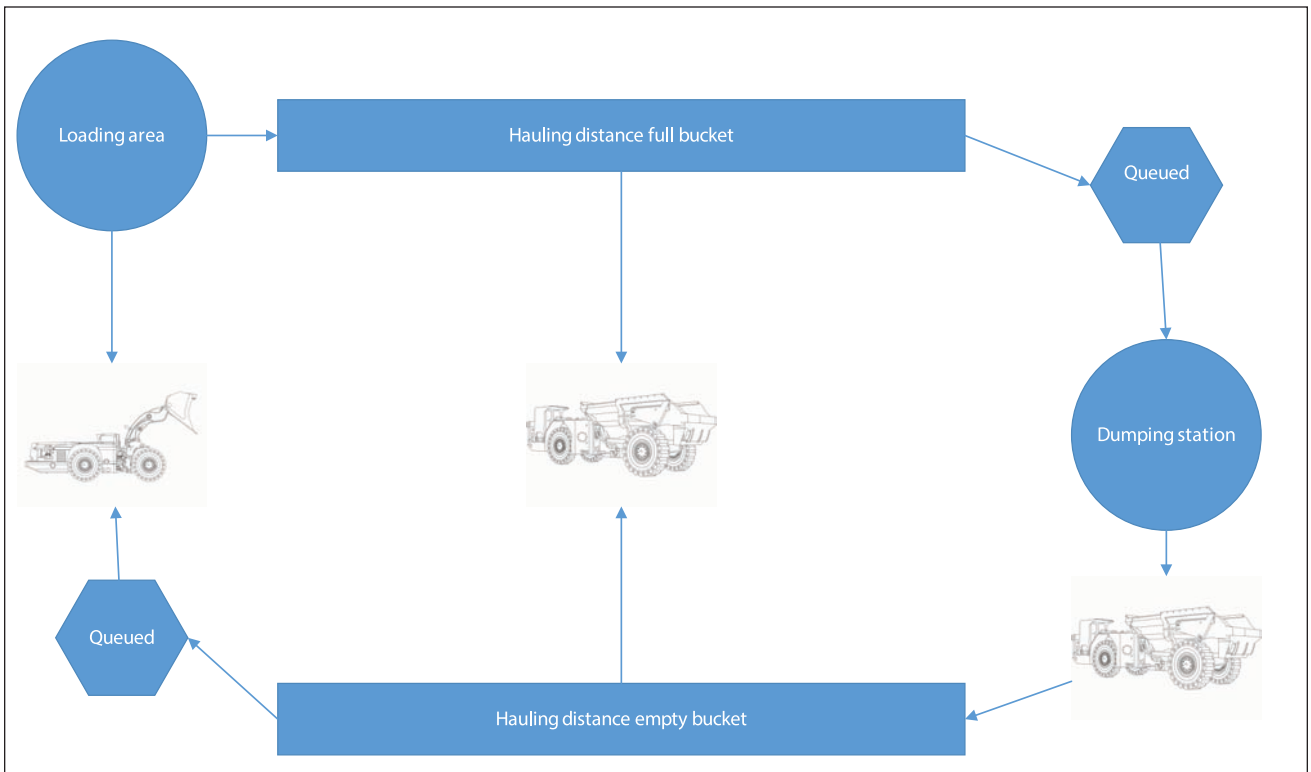 Loading area
Hauling distance full bucket
Queued
Dumping station
Queued
Hauling distance empty bucket